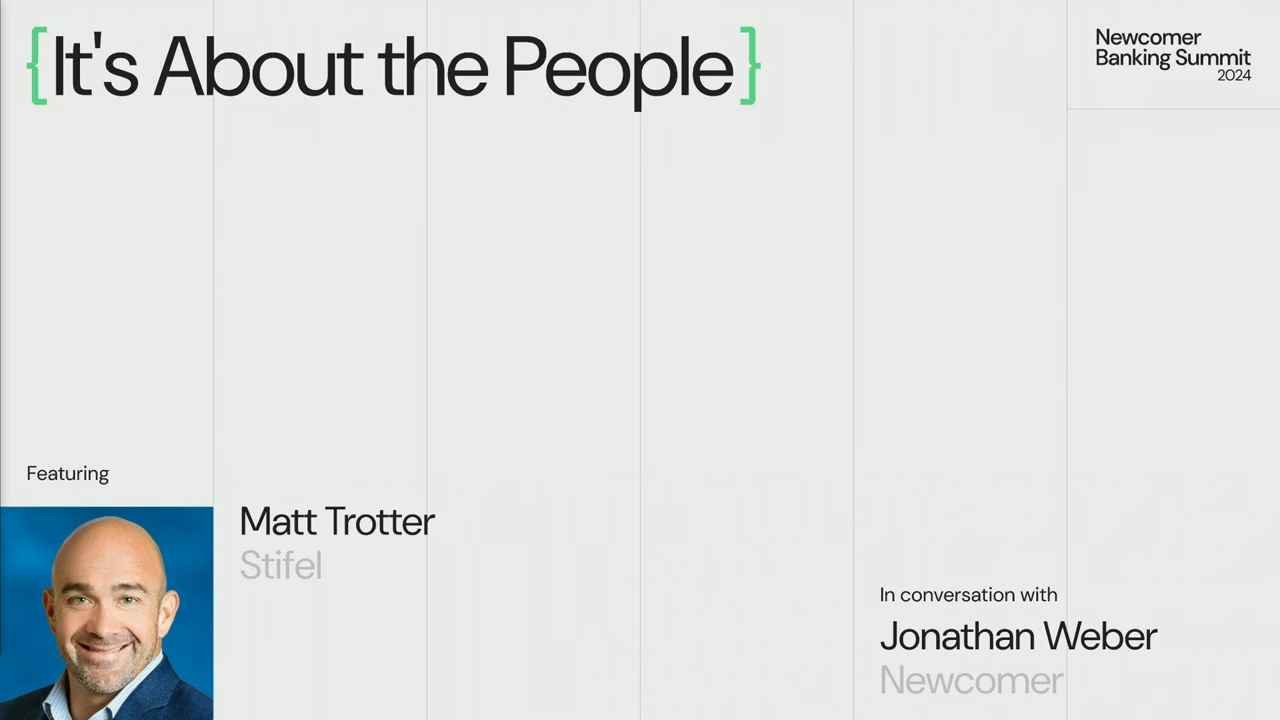 {It's About the People}
Newcomer
Banking Summit
2024
Featuring
Matt Trotter
Stifel
In conversation with
Jonathan Weber
Newcomer